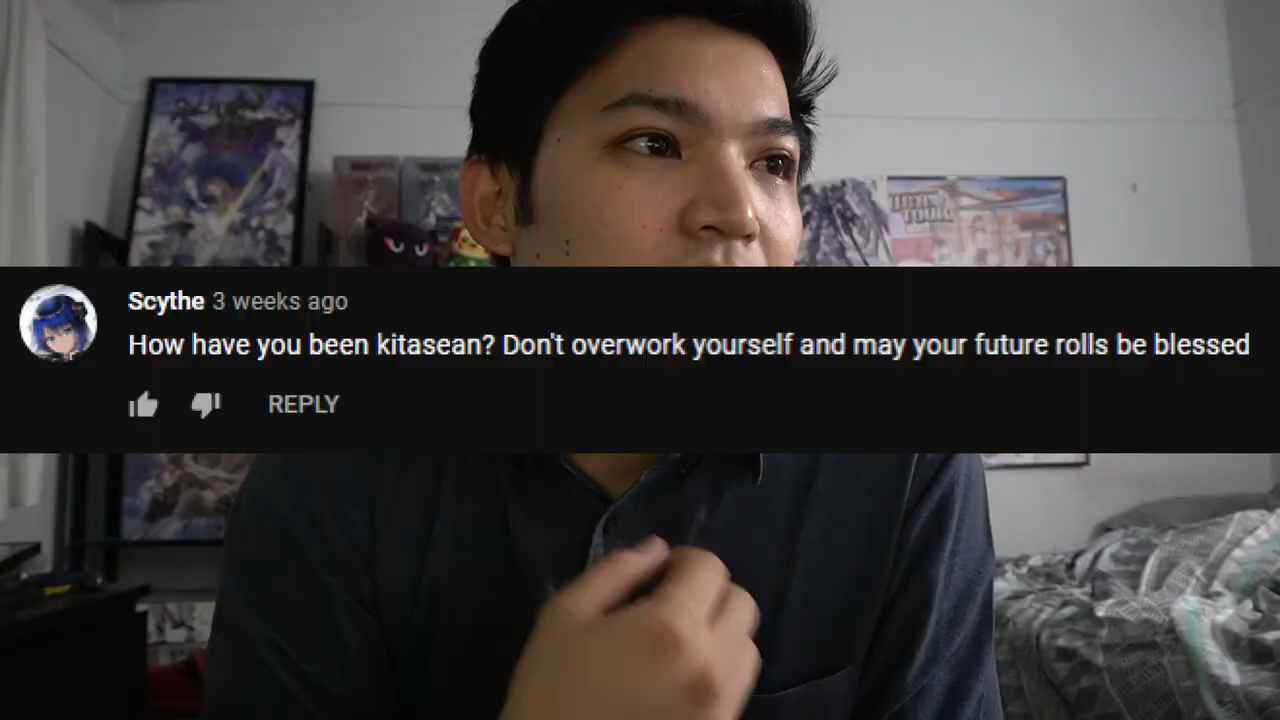 Scythe 3 weeks ago
How have you been kitasean? Don't overwork yourself and may your future rolls be blessed
REPLY